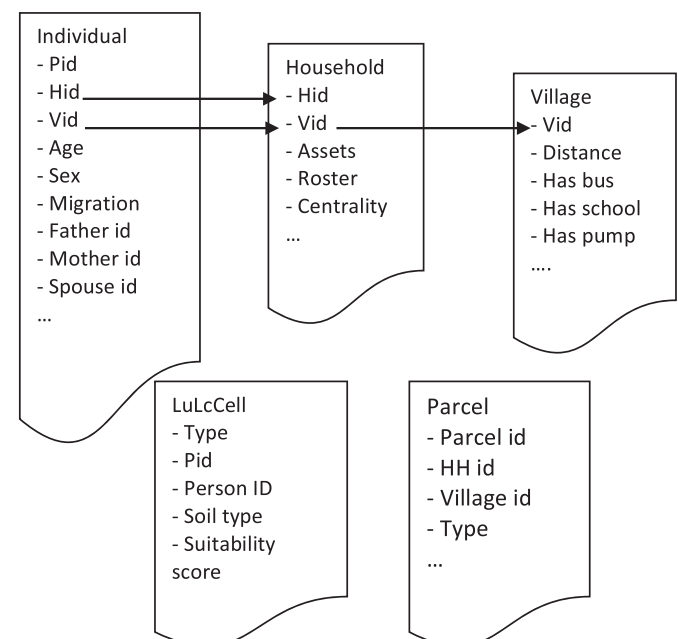 Individual
- Pid
- Hid
- Vid
- Age
- Sex
- Migration
- Father id
- Mother id
- Spouse id
...
Household
- Hid
- Vid
- Assets
- Roster
- Centrality
...
Village
- Vid
- Distance
- Has bus
- Has school
- Has pump
....
LuLcCell
- Type
- Pid
- Person ID
- Soil type
- Suitability
score
Parcel
- Parcel id
- HH id
- Village id
- Type
...